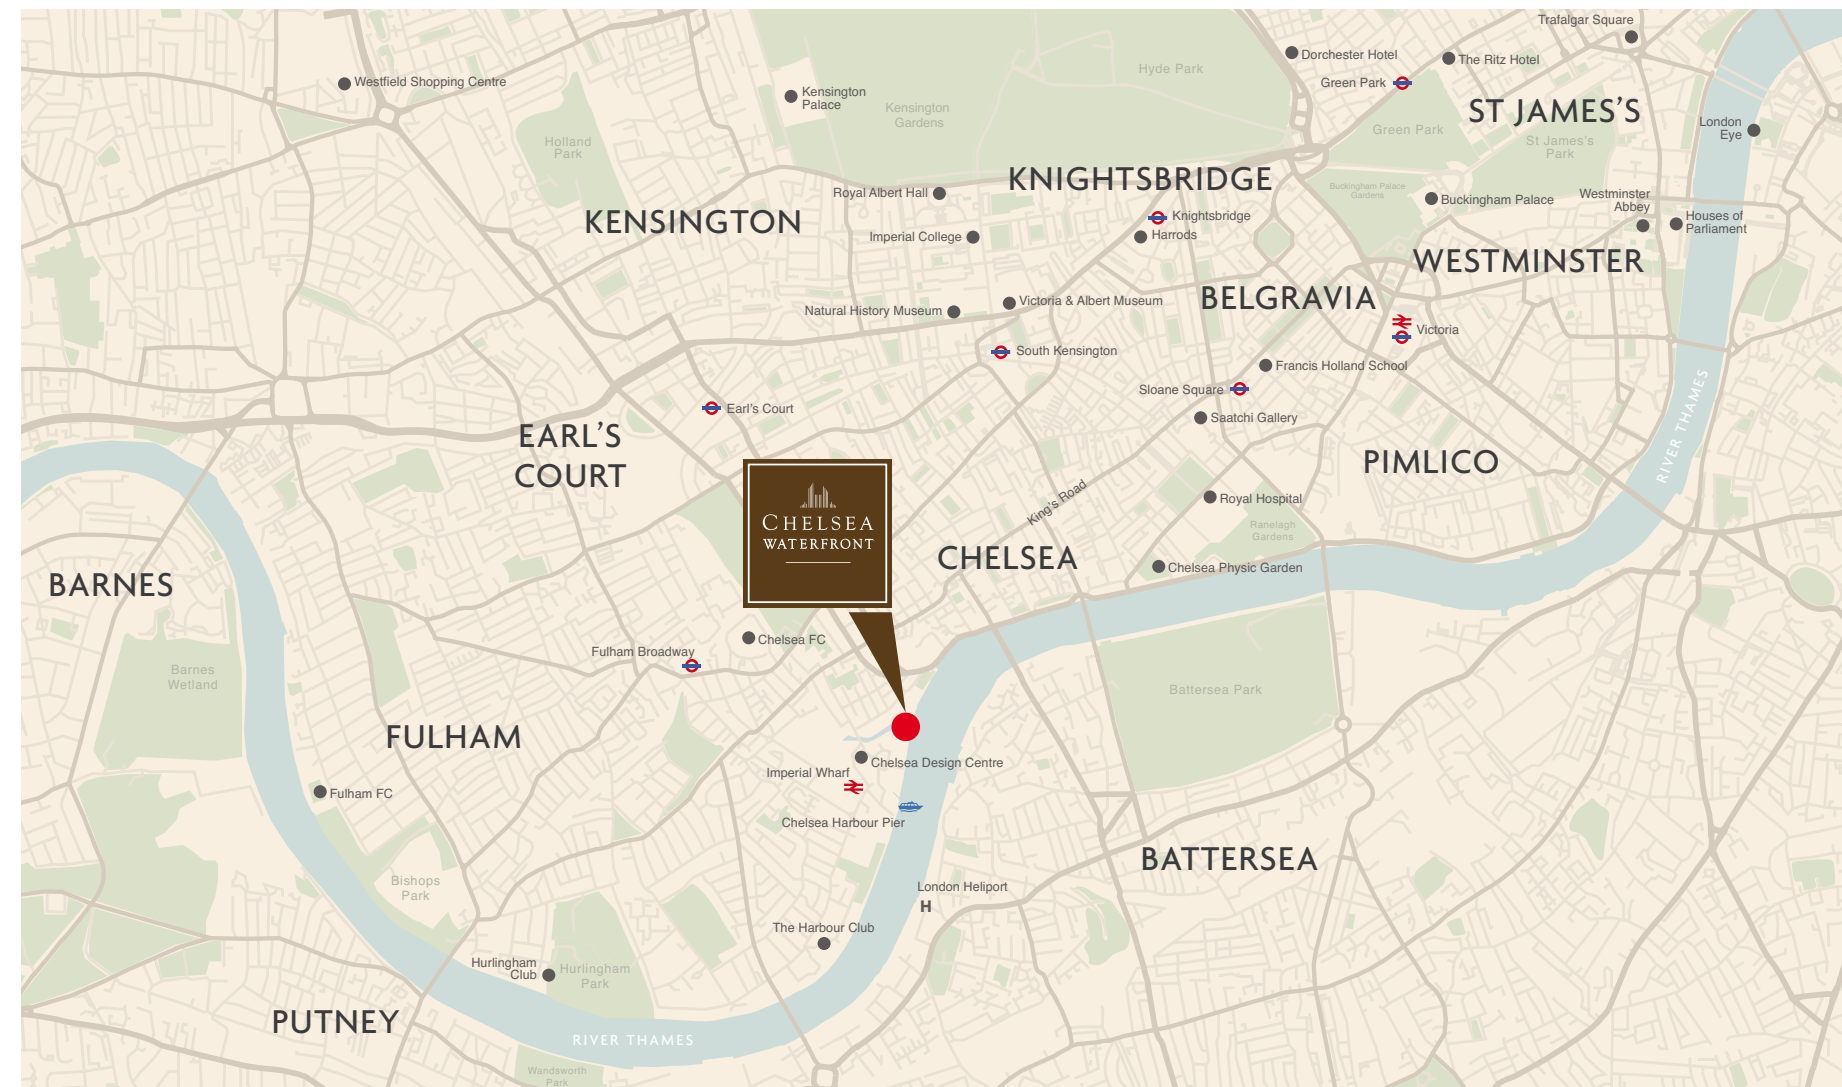 Trafalgar Square
Dorchester Hotel
The Ritz Hotel
Hyde Park
Westfield Shopping Centre
Green Park
Kensington
Palace
Kensington
Gardens
ST JAMES'S
London
Eye
Green Park
Holland
Park
St James's
Park
KNIGHTSBRIDGE
Buckingham Palace
Gardens
Royal Albert Hall
Buckingham Palace
Westminster
Abbey
KENSINGTON
Knightsbridge
Houses of
Parliament
Imperial College
Harrods
WESTMINSTER
BELGRAVIA
Victoria & Albert Museum
Natural History Museum
Victoria
South Kensington
Francis Holland School
Sloane Square
RIVER THAMES
Earl's Court
Saatchi Gallery
EARL'S
COURT
PIMLICO
King's Road
Royal Hospital
CHELSEA
WATERFRONT
Ranelagh
Gardens
CHELSEA
Chelsea Physic Garden
BARNES
Chelsea FC
Fulham Broadway
Barnes
Wetland
Battersea Park
FULHAM
Chelsea Design Centre
Imperial Wharf
Fulham FC
Chelsea Harbour Pier
BATTERSEA
Bishops
Park
London Heliport
H
The Harbour Club
Hurlingham
Club
Hurlingham
Park
PUTNEY
RIVER THAMES
Wandsworth
Park